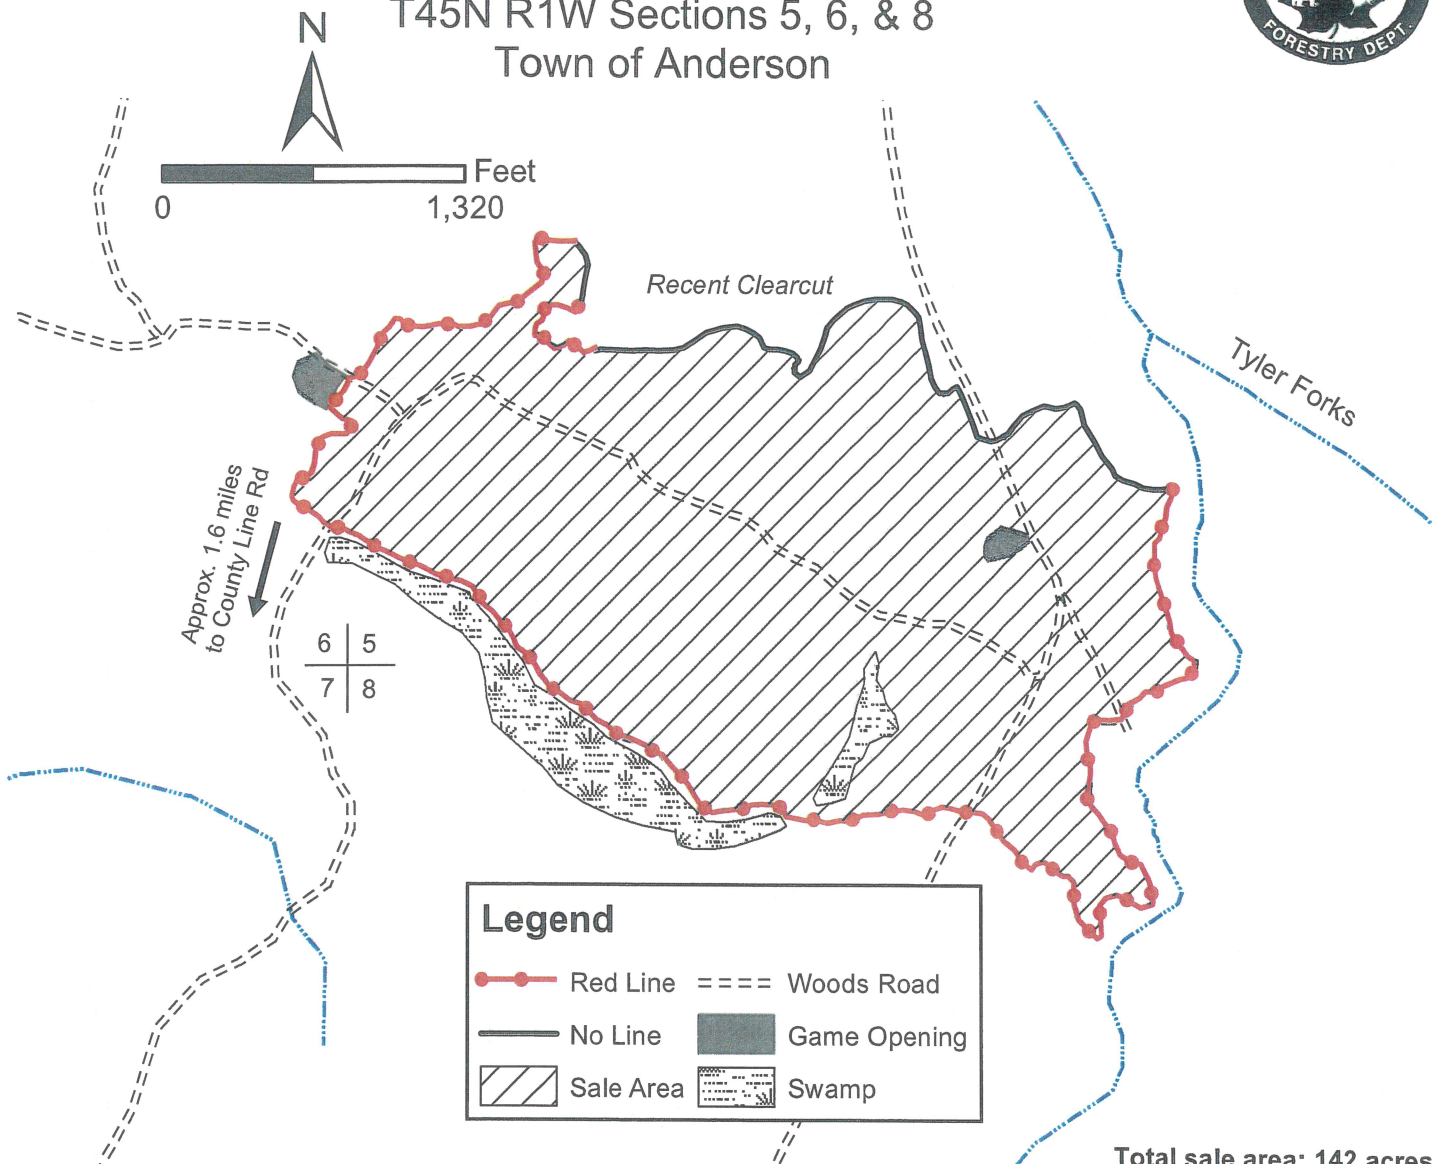 T45N R1W Sections 5, 6, & 8
Town of Anderson
FORESTRY DEPT.
N
Feet
0 1,320
Recent Clearcut
Tyler Forks
Approx. 1.6 miles
to County Line Rd
6 5
7 8
Legend
Red Line
Woods Road
No Line
Game Opening
Sale Area
Swamp
Total sale area: 142 acres